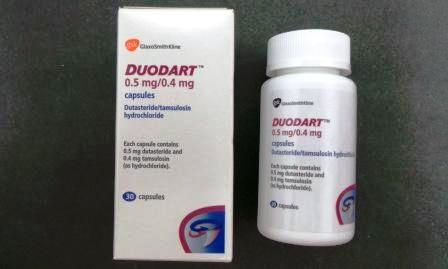 gsk GlaxoSmithKline
DUODART™
0.5 mg/0.4 mg
capsules
Dutasteride/tamsulosin
hydrochloride
Each capsule contains
0.5 mg dutasteride and
0.4 mg tamsulosin
(as hydrochloride).
30 capsules
gsk GlaxoSmithKline
DUODART™
0.5 mg/0.4 mg
capsules
Dutasteride/tamsulosin hydrochloride
Each capsule contains
0.5 mg dutasteride and
0.4 mg tamsulosin
(as hydrochloride).
30 capsules